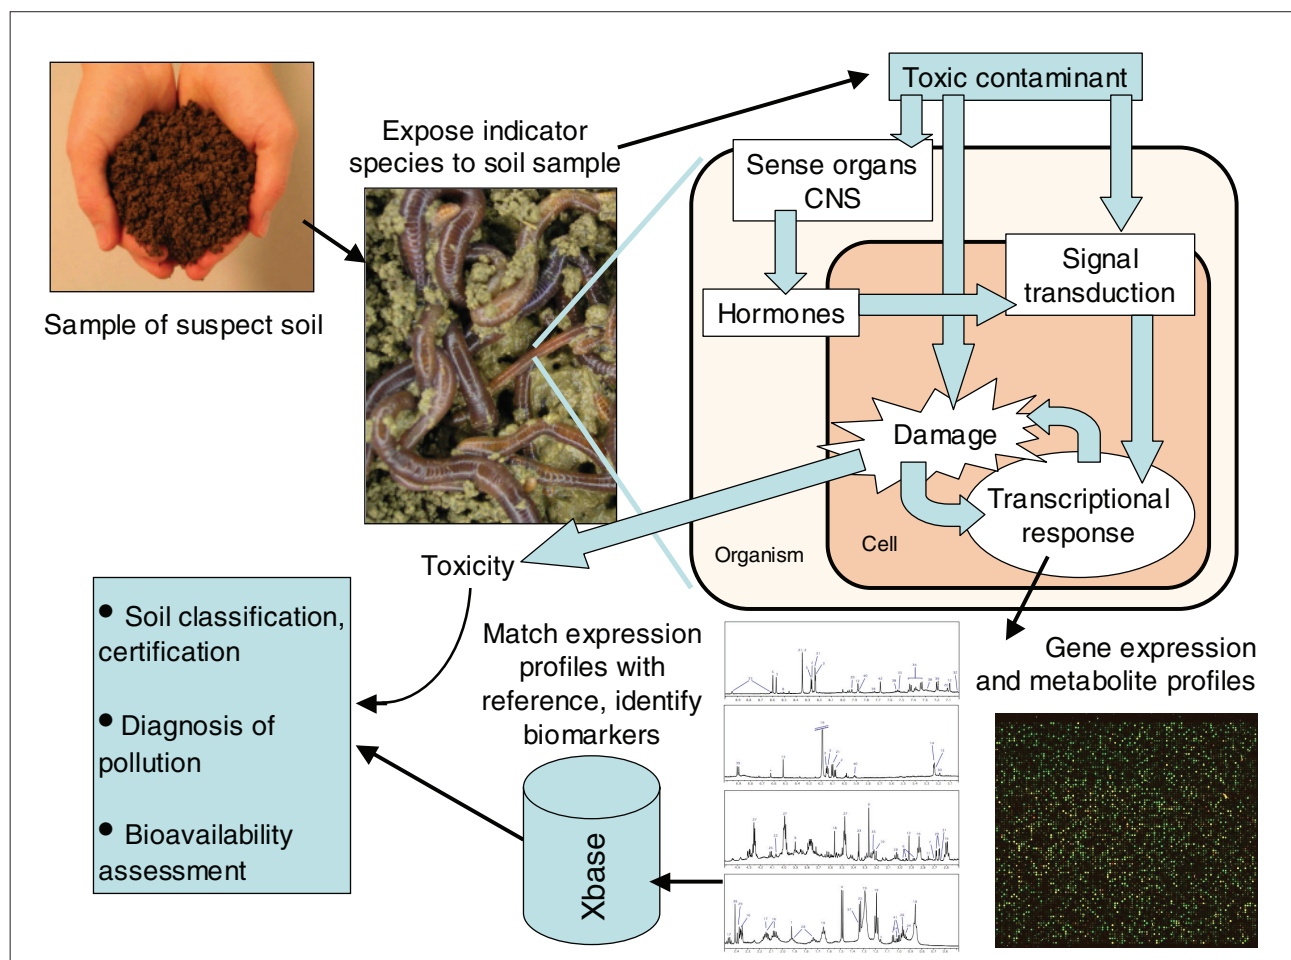 Toxic contaminant
Expose indicator
species to soil sample
Sense organs
CNS
Signal
transduction
Hormones
Sample of suspect soil
Damage
Transcriptional
response
Organism
Cell
Toxicity
• Soil classification,
certification
• Diagnosis of
pollution
• Bioavailability
assessment
Match expression
profiles with
reference, identify
biomarkers
Gene expression
and metabolite profiles
Xbase